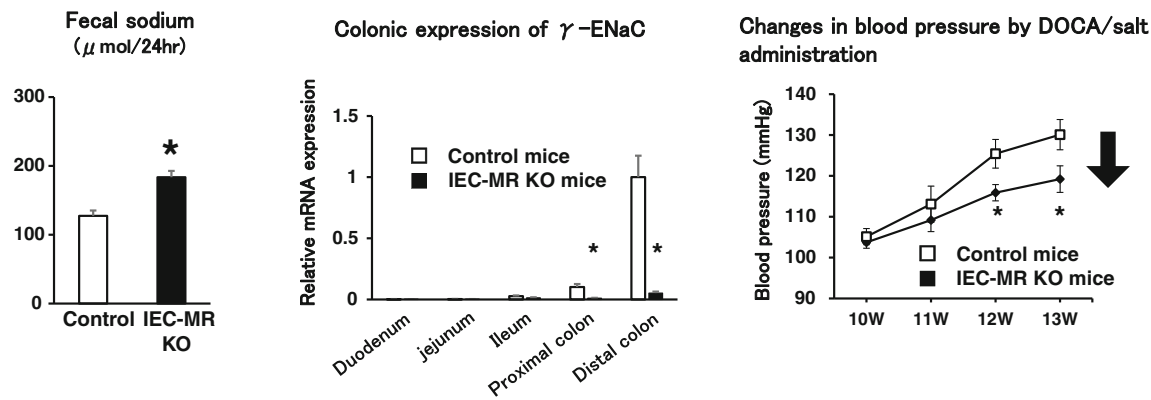 Fecal sodium
(μ mol/24hr)
300
200
100
0
*
Control IEC-MR
KO
Colonic expression of γ -ENaC
Relative mRNA expression
1.5
1
0.5
0
Control mice
IEC-MR KO mice
*
*
Duodenum
jejunum
Ileum
Proximal colon
Distal colon
Changes in blood pressure by DOCA/salt
administration
Blood pressure (mmHg)
140
130
120
110
100
90
*
*
Control mice
IEC-MR KO mice
10W
11W
12W
13W